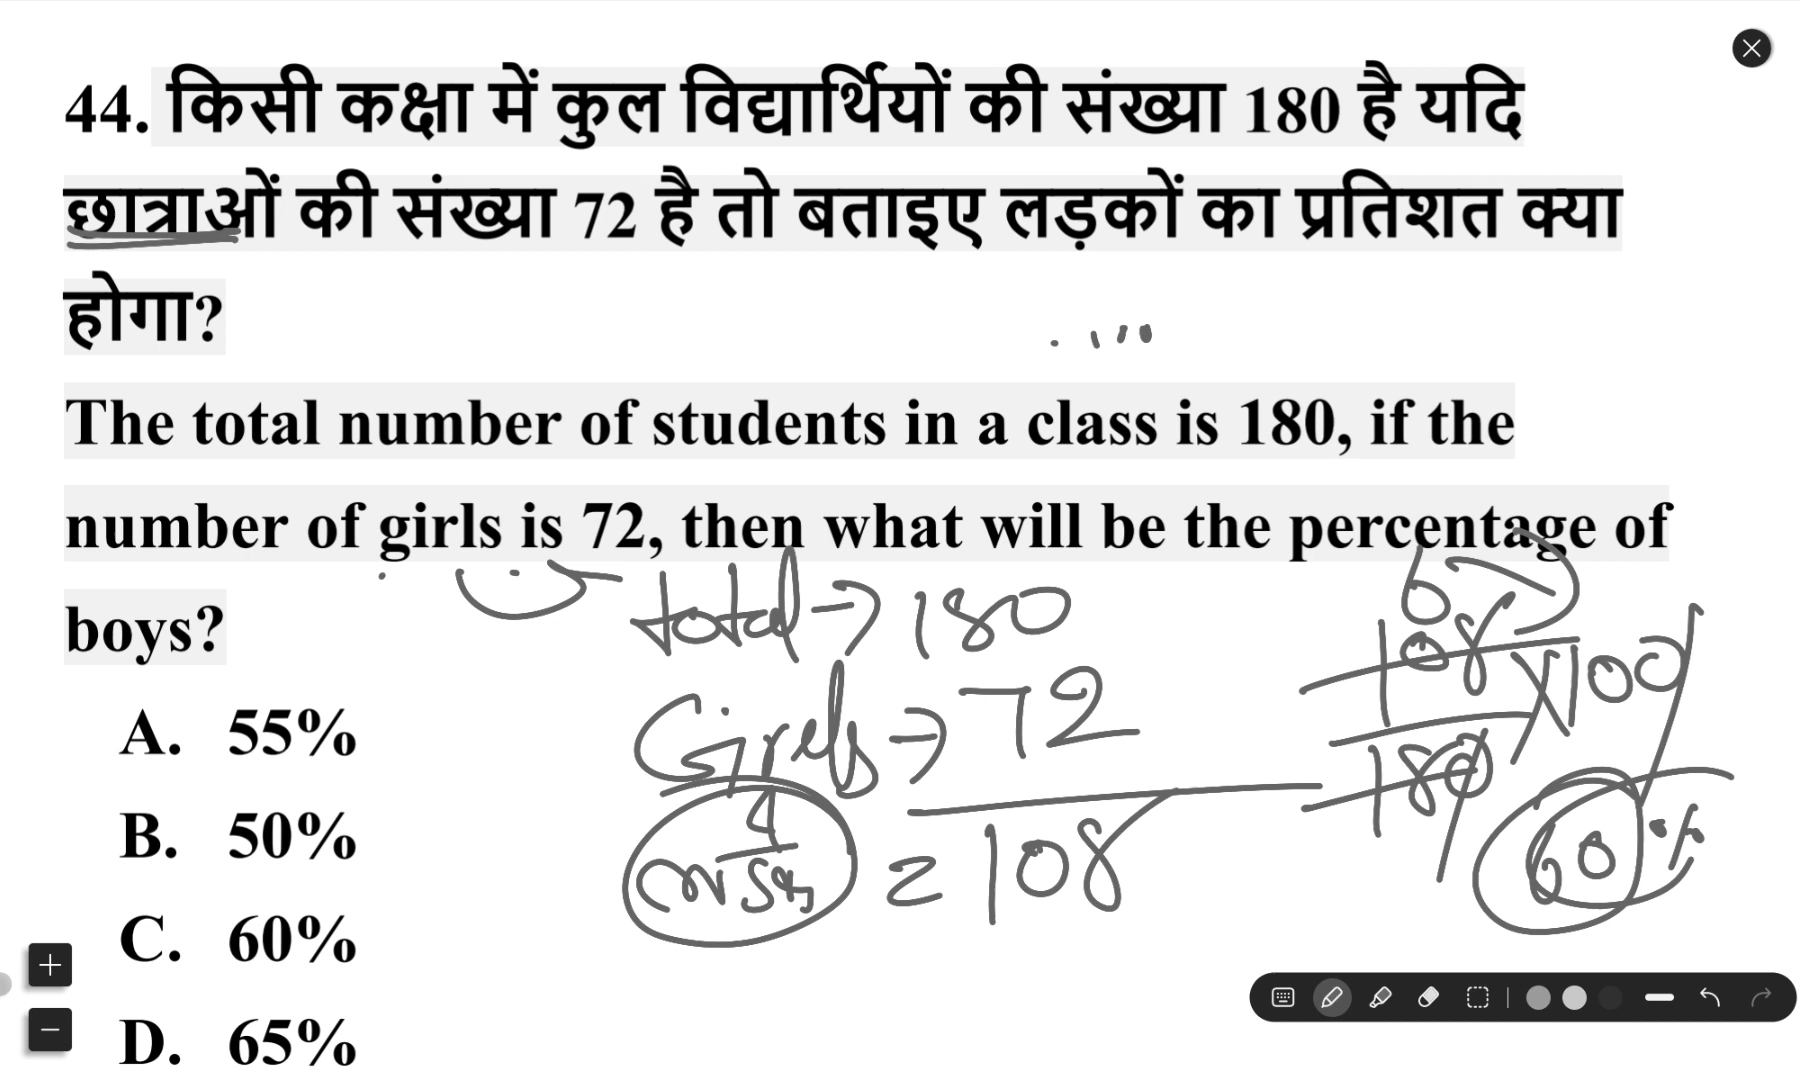 44. किसी कक्षा में कुल विद्यार्थियों की संख्या 180 है यदि
छात्राओं की संख्या 72 है तो बताइए लड़कों का प्रतिशत क्या
होगा?
The total number of students in a class is 180, if the
number of girls is 72, then what will be the percentage of
boys?
total → 180
Girls → 72
= 108
108 × 100
180
60 %
A. 55%
B. 50%
C. 60%
D. 65%